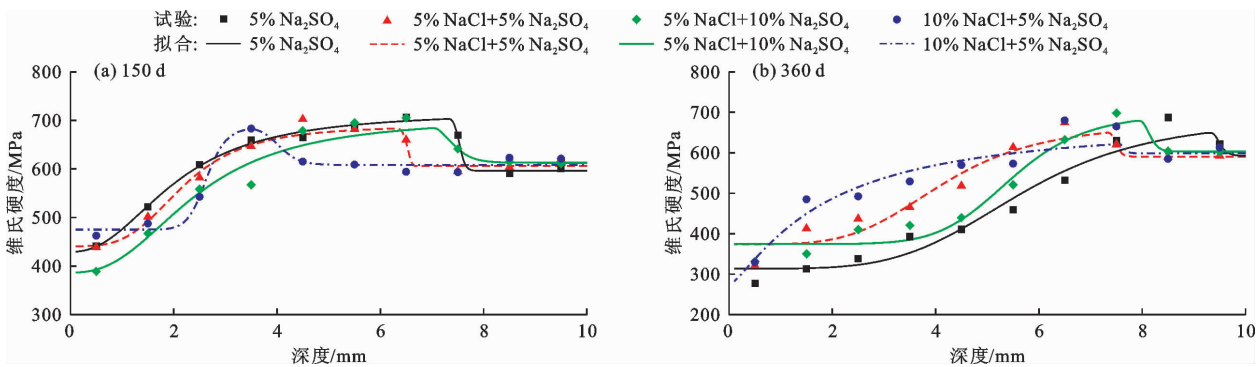 试验: 5% Na₂SO₄ 5% NaCl+5% Na₂SO₄ 5% NaCl+10% Na₂SO₄ 10% NaCl+5% Na₂SO₄
拟合: 5% Na₂SO₄ 5% NaCl+5% Na₂SO₄ 5% NaCl+10% Na₂SO₄ 10% NaCl+5% Na₂SO₄
(a) 150 d
维氏硬度/MPa
800
700
600
500
400
300
0 2 4 6 8 10
深度/mm
(b) 360 d
维氏硬度/MPa
800
700
600
500
400
300
200
0 2 4 6 8 10
深度/mm